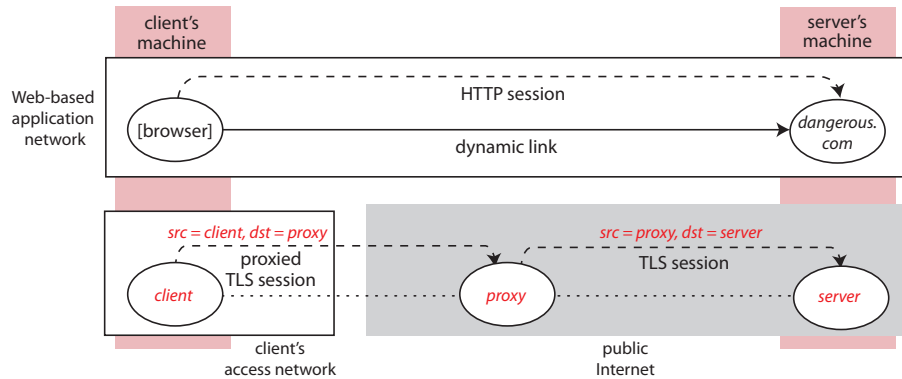 client's
machine
server's
machine
Web-based
application
network
HTTP session
[browser]
dynamic link
dangerous.
com
src = client, dst = proxy
proxied
TLS session
src = proxy, dst = server
TLS session
client
proxy
server
client's
access network
public
Internet